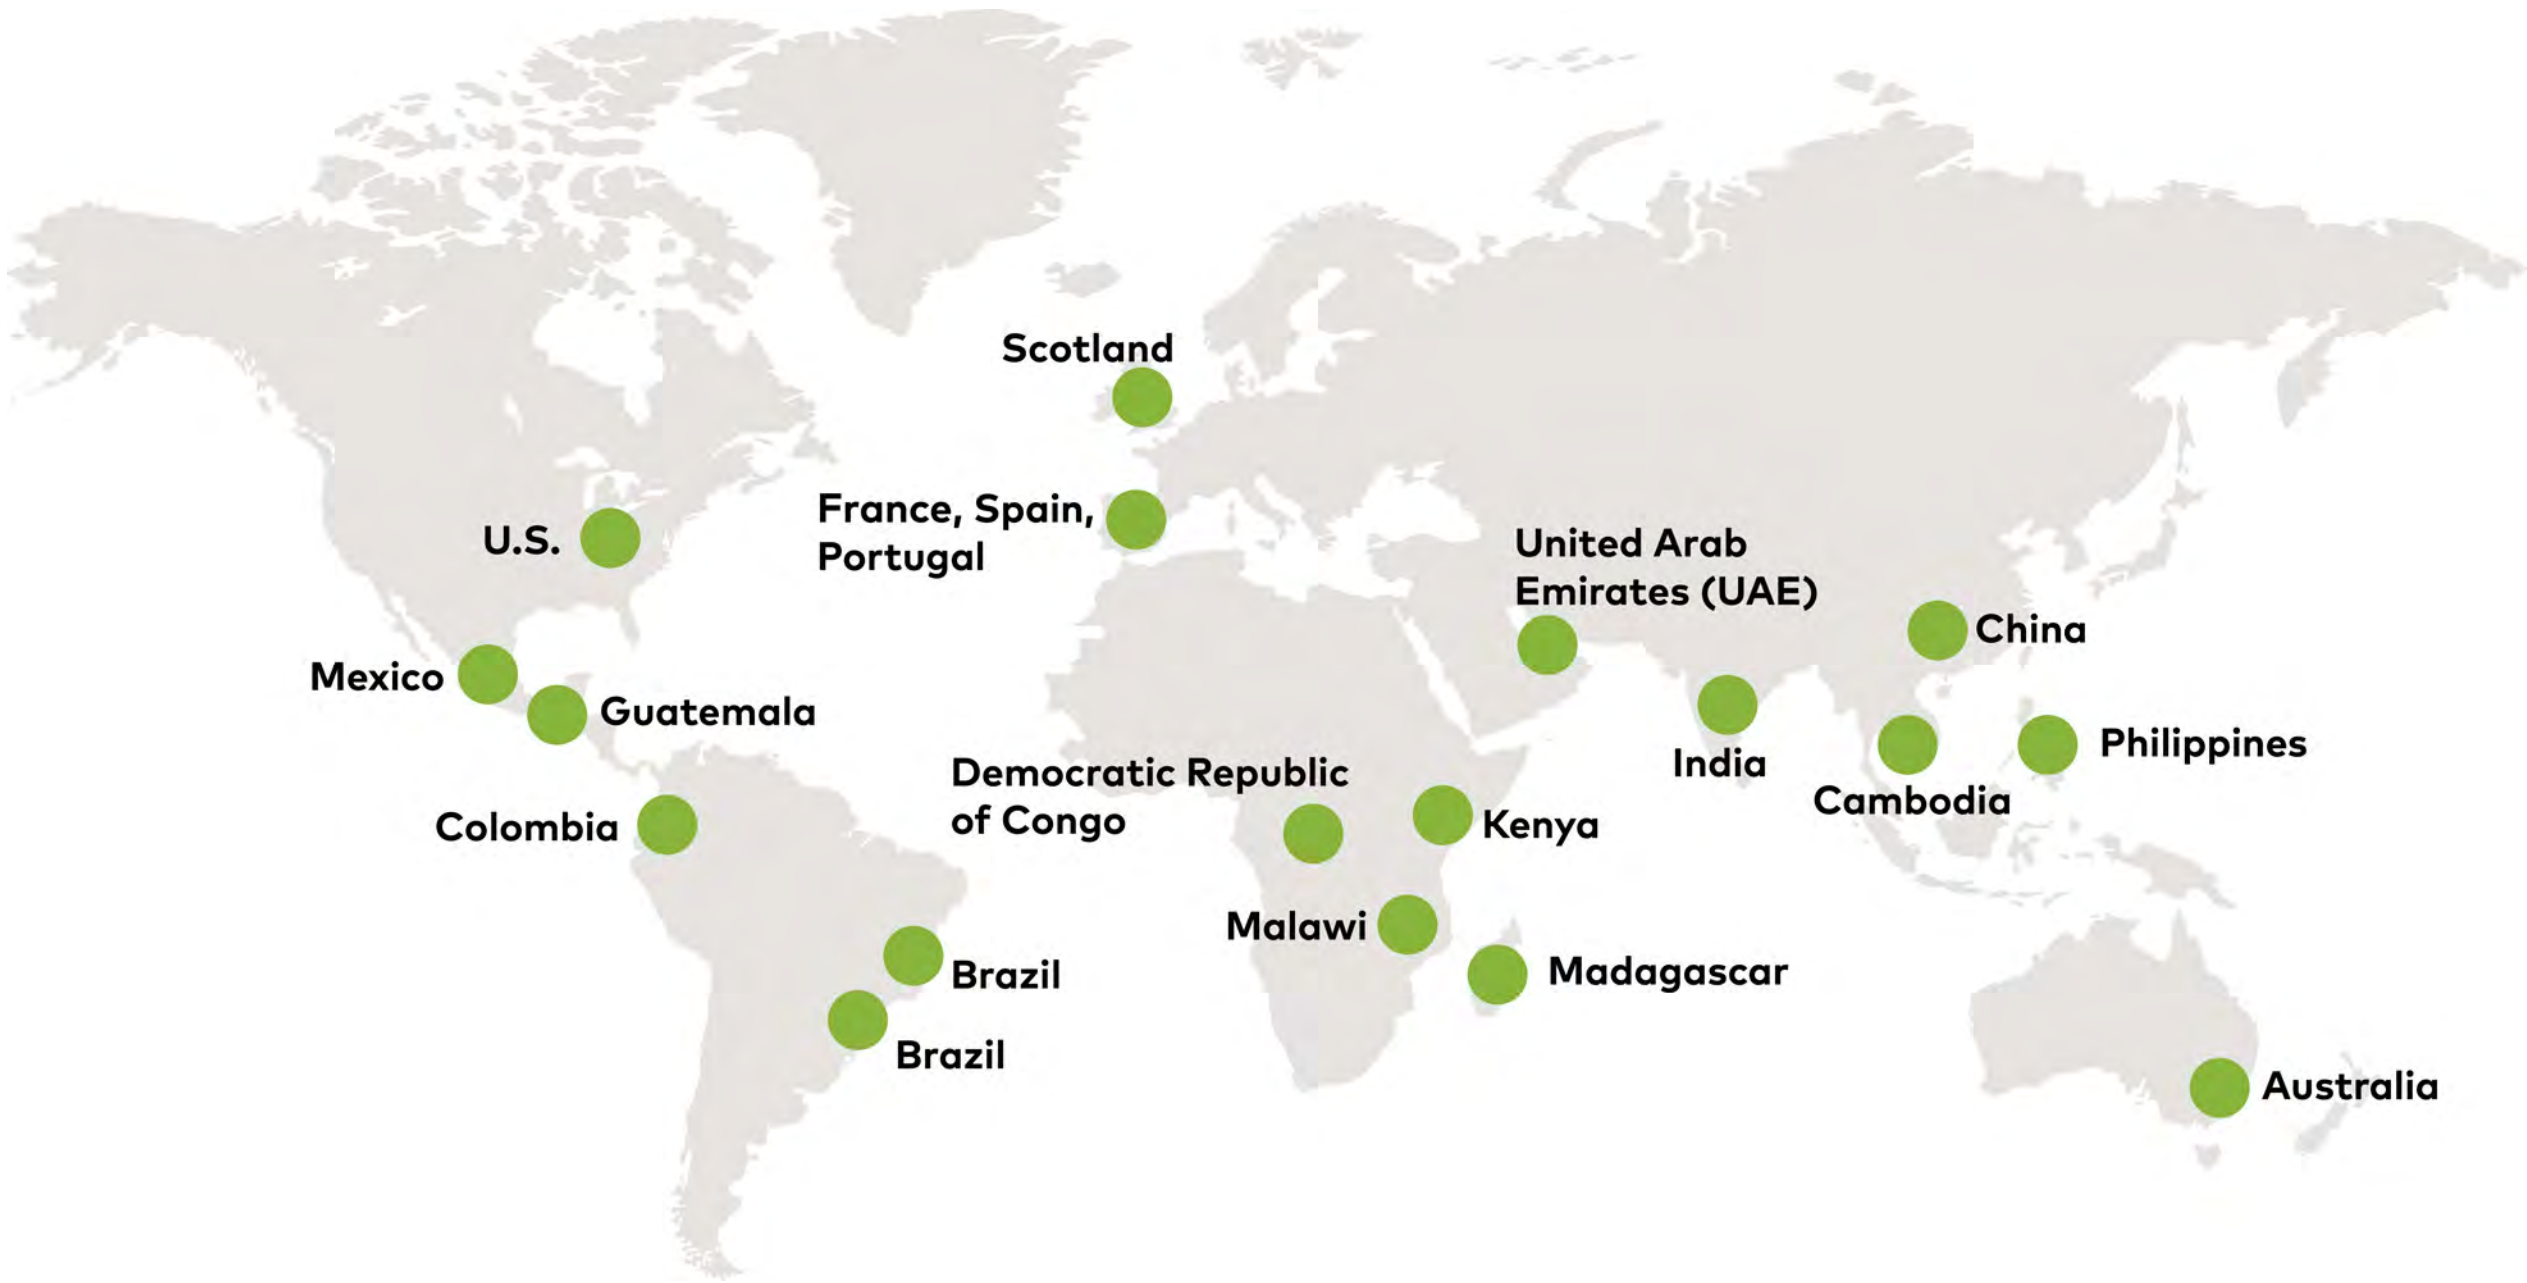 Scotland
France, Spain,
Portugal
U.S.
United Arab
Emirates (UAE)
China
Mexico
Guatemala
India
Philippines
Cambodia
Democratic Republic
of Congo
Kenya
Colombia
Malawi
Madagascar
Brazil
Brazil
Australia